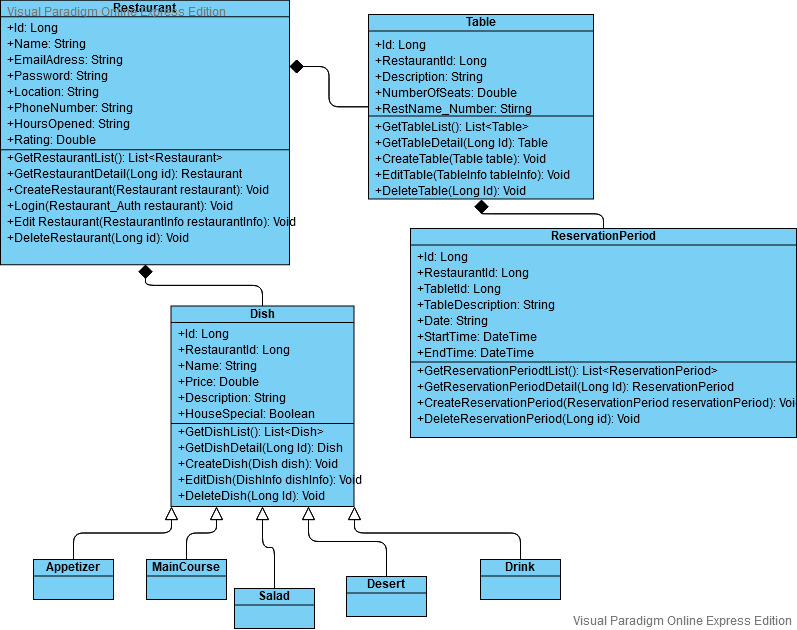 Visual Paradigm Online Express Edition
Restaurant
+Id: Long
+Name: String
+EmailAdress: String
+Password: String
+Location: String
+PhoneNumber: String
+HoursOpened: String
+Rating: Double
+GetRestaurantList(): List<Restaurant>
+GetRestaurantDetail(Long id): Restaurant
+CreateRestaurant(Restaurant restaurant): Void
+Login(Restaurant_Auth restaurant): Void
+Edit Restaurant(RestaurantInfo restaurantInfo): Void
+DeleteRestaurant(Long id): Void
Table
+Id: Long
+RestaurantId: Long
+Description: String
+NumberOfSeats: Double
+RestName_Number: Stirng
+GetTableList(): List<Table>
+GetTableDetail(Long Id): Table
+CreateTable(Table table): Void
+EditTable(TableInfo tableInfo): Void
+DeleteTable(Long Id): Void
ReservationPeriod
+Id: Long
+RestaurantId: Long
+TabletId: Long
+TableDescription: String
+Date: String
+StartTime: DateTime
+EndTime: DateTime
+GetReservationPeriodtList(): List<ReservationPeriod>
+GetReservationPeriodDetail(Long Id): ReservationPeriod
+CreateReservationPeriod(ReservationPeriod reservationPeriod): Voi
+DeleteReservationPeriod(Long id): Void
Dish
+Id: Long
+RestaurantId: Long
+Name: String
+Price: Double
+Description: String
+HouseSpecial: Boolean
+GetDishList(): List<Dish>
+GetDishDetail(Long Id): Dish
+CreateDish(Dish dish): Void
+EditDish(DishInfo dishInfo): Void
+DeleteDish(Long Id): Void
Appetizer
MainCourse
Salad
Desert
Drink
Visual Paradigm Online Express Edition